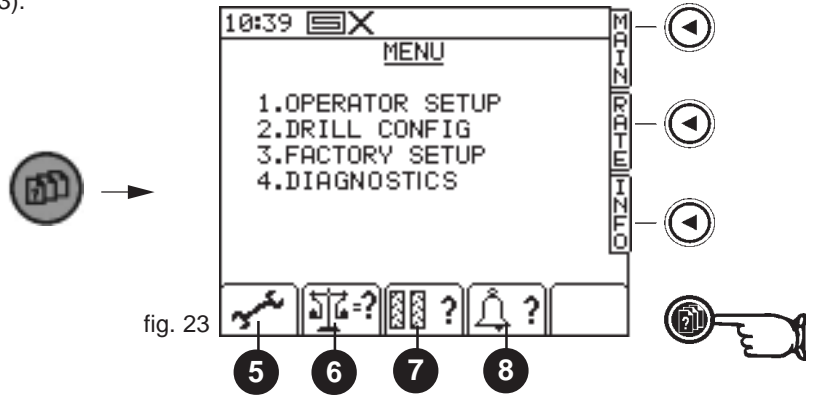 3).
10:39
MENU
1.OPERATOR SETUP
2.DRILL CONFIG
3.FACTORY SETUP
4.DIAGNOSTICS
MAIN
RATE
INFO
=?
?
?
fig. 23
5 6 7 8